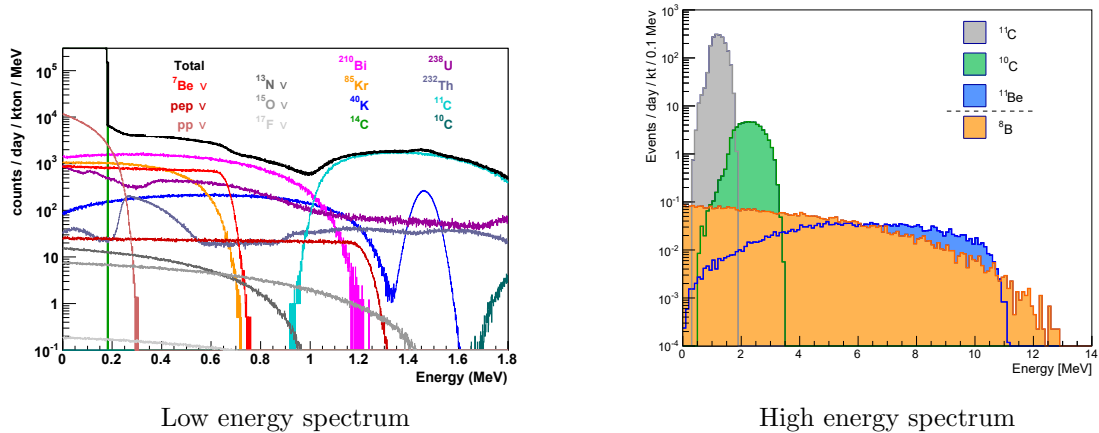 counts / day / kton / MeV
10⁵
10⁴
10³
10²
10
1
10⁻¹
Total
⁷Be ν
pep ν
pp ν
¹³N ν
¹⁵O ν
¹⁷F ν
²¹⁰Bi
⁸⁵Kr
⁴⁰K
¹⁴C
²³⁸U
²³²Th
¹¹C
¹⁰C
0 0.2 0.4 0.6 0.8 1 1.2 1.4 1.6 1.8
Energy (MeV)
Low energy spectrum
Events / day / kt / 0.1 Mev
10³
10²
10
1
10⁻¹
10⁻²
10⁻³
10⁻⁴
¹¹C
¹⁰C
¹¹Be
⁸B
0 2 4 6 8 10 12 14
Energy [MeV]
High energy spectrum